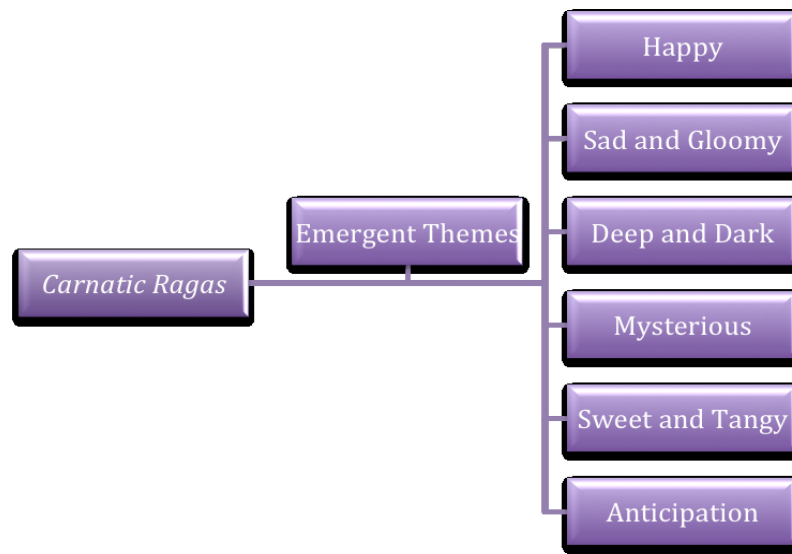 Carnatic Ragas
Emergent Themes
Happy
Sad and Gloomy
Deep and Dark
Mysterious
Sweet and Tangy
Anticipation